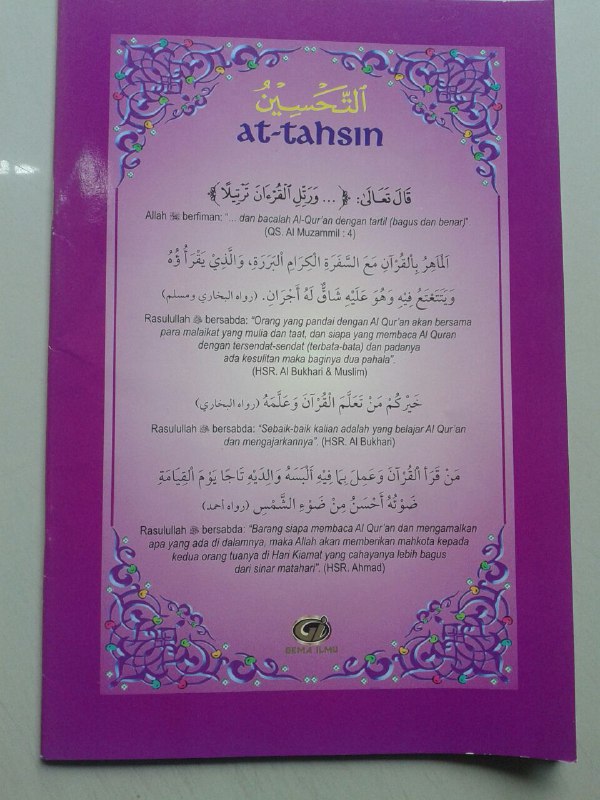 التَّحْسِيْنُ
at-tahsin
قَالَ تَعَالَىٰ: ﴿ ... وَرَتِّلِ الْقُرْءَانَ تَرْتِيلًا ﴾
Allah ﷻ berfiman: "... dan bacalah Al-Qur'an dengan tartil (bagus dan benar)".
(QS. Al Muzammil : 4)
اَلْمَاهِرُ بِالْقُرْآنِ مَعَ السَّفَرَةِ الْكِرَامِ الْبَرَرَةِ، وَالَّذِيْ يَقْرَأُ ؤُهُ
وَيَتَتَعْتَعُ فِيْهِ وَهُوَ عَلَيْهِ شَاقٌّ لَهُ أَجْرَانِ. (رواه البخاري ومسلم)
Rasulullah ﷺ bersabda: "Orang yang pandai dengan Al Qur'an akan bersama
para malaikat yang mulia dan taat, dan siapa yang membaca Al Quran
dengan tersendat-sendat (terbata-bata) dan padanya
ada kesulitan maka baginya dua pahala".
(HSR. Al Bukhari & Muslim)
خَيْرُكُمْ مَنْ تَعَلَّمَ الْقُرْآنَ وَعَلَّمَهُ (رواه البخاري)
Rasulullah ﷺ bersabda: "Sebaik-baik kalian adalah yang belajar Al Qur'an
dan mengajarkannya". (HSR. Al Bukhari)
مَنْ قَرَأَ الْقُرْآنَ وَعَمِلَ بِمَا فِيْهِ أَلْبَسَهُ وَالِدَيْهِ تَاجًا يَوْمَ الْقِيَامَةِ
ضَوْئُهُ أَحْسَنُ مِنْ ضَوْءِ الشَّمْسِ (رواه أحمد)
Rasulullah ﷺ bersabda: "Barang siapa membaca Al Qur'an dan mengamalkan
apa yang ada di dalamnya, maka Allah akan memberikan mahkota kepada
kedua orang tuanya di Hari Kiamat yang cahayanya lebih bagus
dari sinar matahari". (HSR. Ahmad)
GEMA ILMU